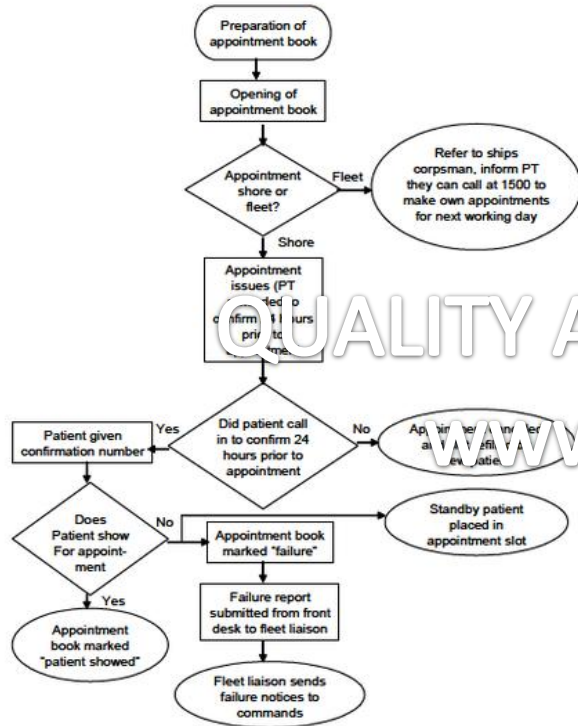 Preparation of
appointment book
Opening of
appointment book
Appointment
shore or
fleet?
Fleet
Refer to ships
corpsman, inform PT
they can call at 1500 to
make own appointments
for next working day
Shore
Appointment
issues (PT
to
hours
to
QUALITY A
Did patient call
in to confirm 24
hours prior to
appointment
Yes
No
Patient given
confirmation number
www
Does
Patient show
For appoint-
ment
No
Appointment book
marked "failure"
Standby patient
placed in
appointment slot
Yes
Appointment
book marked
"patient showed"
Failure report
submitted from front
desk to fleet liaison
Fleet liaison sends
failure notices to
commands